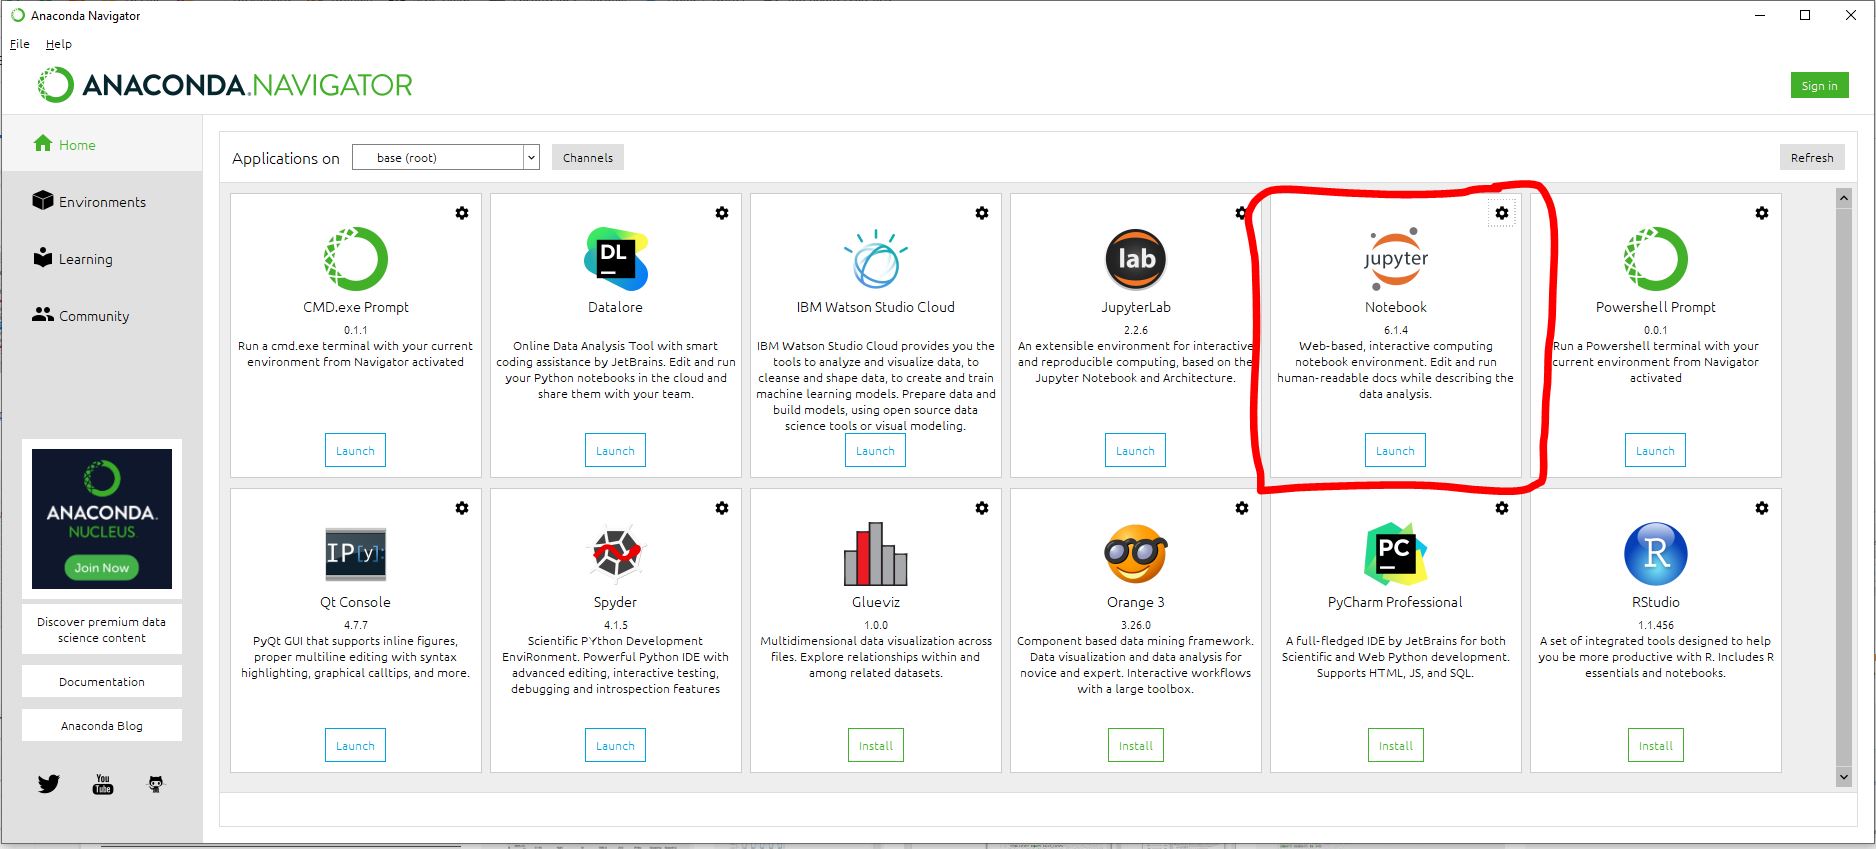 Anaconda Navigator
File Help
ANACONDA.NAVIGATOR
Sign in
Home
Environments
Learning
Community
ANACONDA.
NUCLEUS
Join Now
Discover premium data
science content
Documentation
Anaconda Blog
You
Tube
Applications on base (root) Channels Refresh
CMD.exe Prompt
0.1.1
Run a cmd.exe terminal with your current
environment from Navigator activated
Launch
DL
Datalore
Online Data Analysis Tool with smart
coding assistance by JetBrains. Edit and run
your Python notebooks in the cloud and
share them with your team.
Launch
IBM Watson Studio Cloud
IBM Watson Studio Cloud provides you the
tools to analyze and visualize data, to
cleanse and shape data, to create and train
machine learning models. Prepare data and
build models, using open source data
science tools or visual modeling.
Launch
lab
JupyterLab
2.2.6
An extensible environment for interactive
and reproducible computing, based on the
Jupyter Notebook and Architecture.
Launch
jupyter
Notebook
6.1.4
Web-based, interactive computing
notebook environment. Edit and run
human-readable docs while describing the
data analysis.
Launch
Powershell Prompt
0.0.1
Run a Powershell terminal with your
current environment from Navigator
activated
Launch
IP[y]:
Qt Console
4.7.7
PyQt GUI that supports inline figures,
proper multiline editing with syntax
highlighting, graphical calltips, and more.
Launch
Spyder
4.1.5
Scientific PYthon Development
EnviRonment. Powerful Python IDE with
advanced editing, interactive testing,
debugging and introspection features
Launch
Glueviz
1.0.0
Multidimensional data visualization across
files. Explore relationships within and
among related datasets.
Install
Orange 3
3.26.0
Component based data mining framework.
Data visualization and data analysis for
novice and expert. Interactive workflows
with a large toolbox.
Install
PC
PyCharm Professional
A full-fledged IDE by JetBrains for both
Scientific and Web Python development.
Supports HTML, JS, and SQL.
Install
R
RStudio
1.1.456
A set of integrated tools designed to help
you be more productive with R. Includes R
essentials and notebooks.
Install